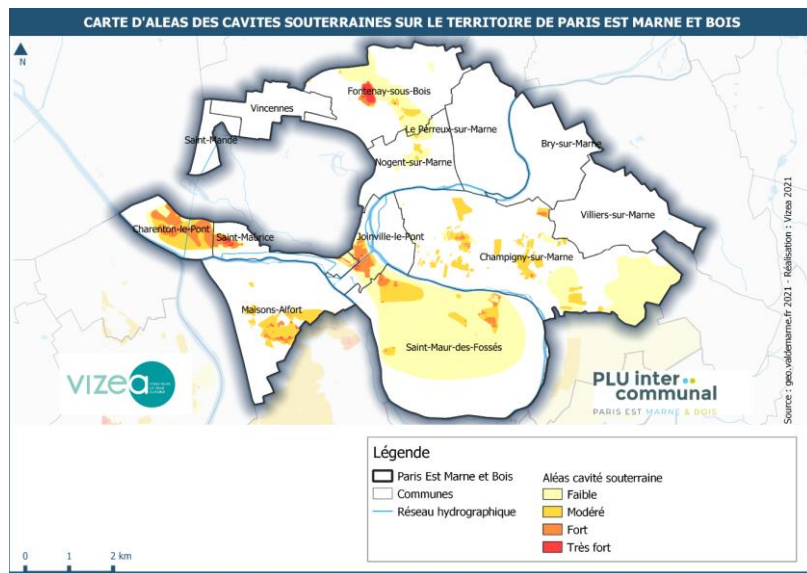 CARTE D'ALEAS DES CAVITES SOUTERRAINES SUR LE TERRITOIRE DE PARIS EST MARNE ET BOIS
N
Fontenay-sous-Bois
Vincennes
Saint-Mandé
Le Perreux-sur-Marne
Bry-sur-Marne
Nogent-sur-Marne
Villiers-sur-Marne
Charenton-le-Pont
Saint-Maurice
Joinville-le-Pont
Champigny-sur-Marne
Maisons-Alfort
Saint-Maur-des-Fossés
vizea
PLU inter
communal
PARIS EST MARNE & BOIS
Source : geo.valdemarne.fr 2021 - Réalisation : Vizea 2021
Légende
Paris Est Marne et Bois
Communes
Réseau hydrographique
Aléas cavité souterraine
Faible
Modéré
Fort
Très fort
0 1 2 km